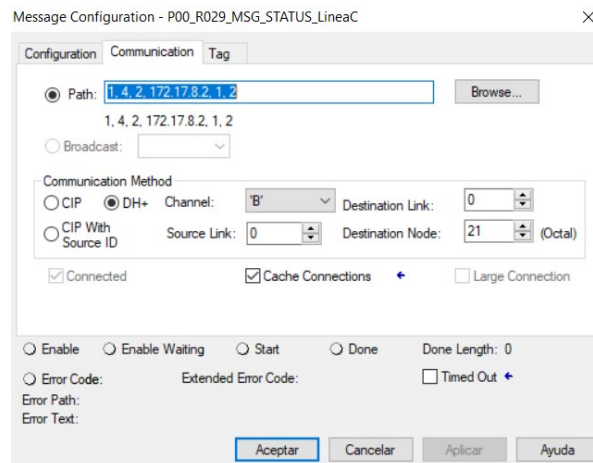 Message Configuration - P00_R029_MSG_STATUS_LineaC
Configuration Communication Tag
Path: 1, 4, 2, 172.17.8.2, 1, 2 Browse...
1, 4, 2, 172.17.8.2, 1, 2
Broadcast:
Communication Method
CIP DH+ Channel: 'B' Destination Link: 0
CIP With Source ID Source Link: 0 Destination Node: 21 (Octal)
Connected Cache Connections Large Connection
Enable Enable Waiting Start Done Done Length: 0
Error Code: Extended Error Code: Timed Out
Error Path:
Error Text:
Aceptar Cancelar Aplicar Ayuda